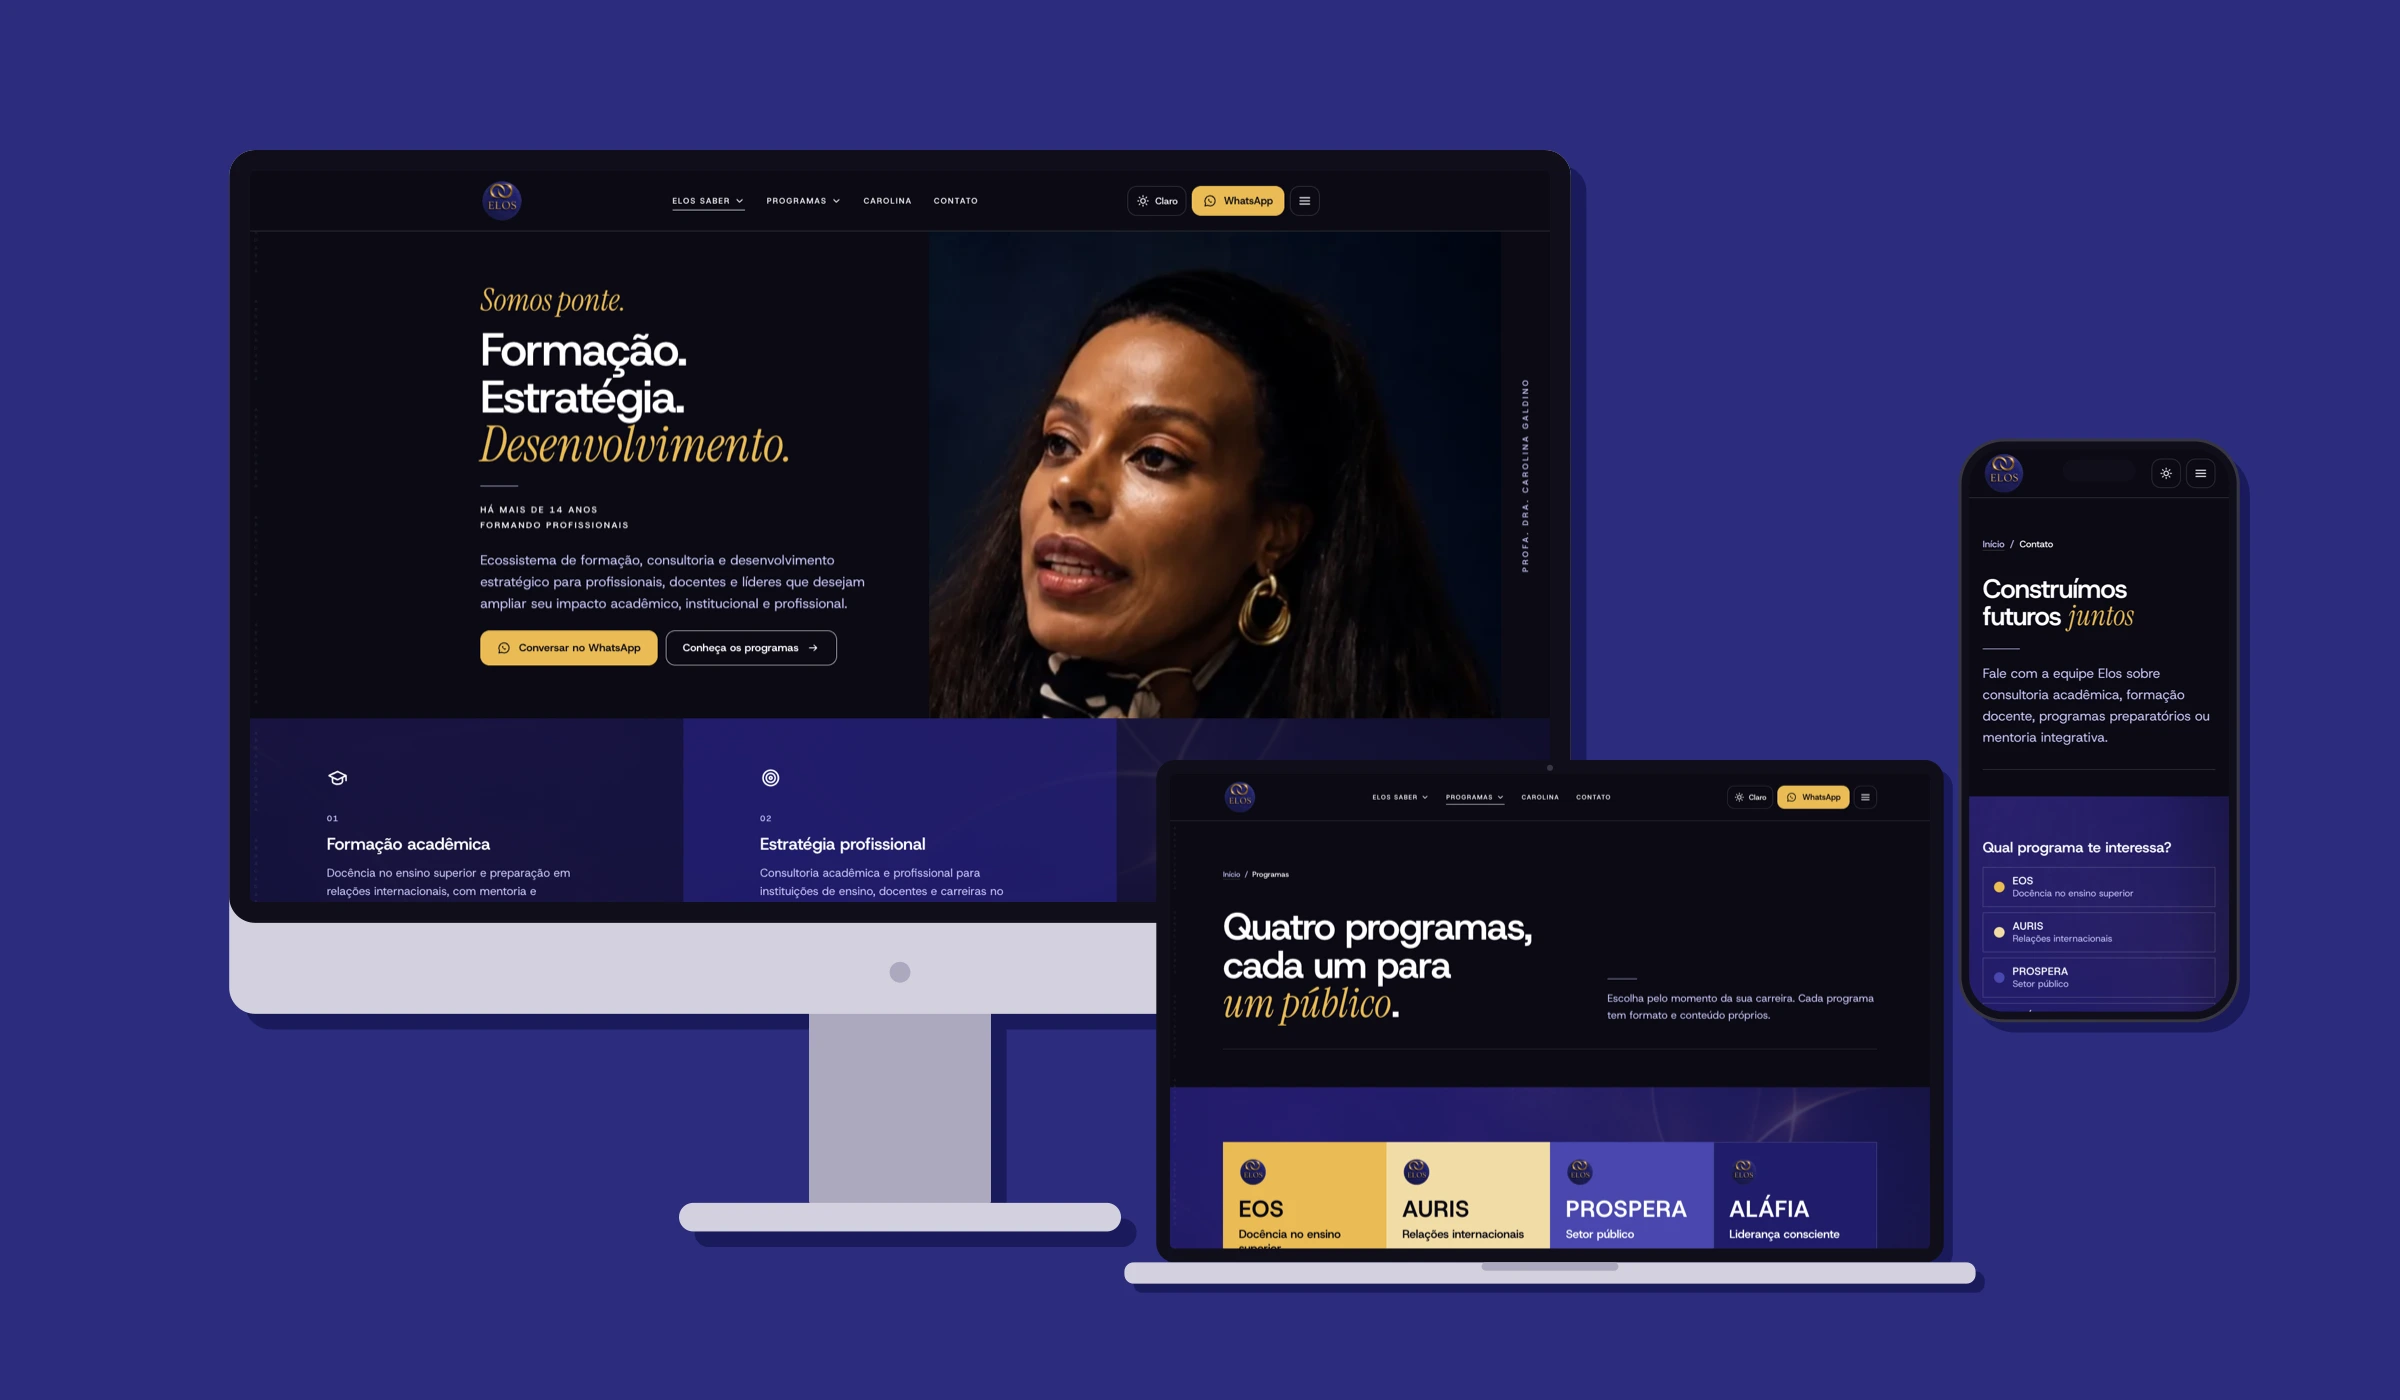 ELOS
ELOS SABER
PROGRAMAS
CAROLINA
CONTATO
Claro
WhatsApp
Somos ponte.
Formação.
Estratégia.
Desenvolvimento.
HÁ MAIS DE 14 ANOS
FORMANDO PROFISSIONAIS
Ecossistema de formação, consultoria e desenvolvimento
estratégico para profissionais, docentes e líderes que desejam
ampliar seu impacto acadêmico, institucional e profissional.
Conversar no WhatsApp
Conheça os programas
PROFA. DRA. CAROLINA GALDINO
01
Formação acadêmica
Docência no ensino superior e preparação em
relações internacionais, com mentoria e
02
Estratégia profissional
Consultoria acadêmica e profissional para
instituições de ensino, docentes e carreiras no
ELOS
ELOS SABER
PROGRAMAS
CAROLINA
CONTATO
Claro
WhatsApp
Início / Programas
Quatro programas,
cada um para
um público.
Escolha pelo momento da sua carreira. Cada programa
tem formato e conteúdo próprios.
ELOS
EOS
Docência no ensino
superior
ELOS
AURIS
Relações internacionais
ELOS
PROSPERA
Setor público
ELOS
ALÁFIA
Liderança consciente
ELOS
Início / Contato
Construímos
futuros juntos
Fale com a equipe Elos sobre
consultoria acadêmica, formação
docente, programas preparatórios ou
mentoria integrativa.
Qual programa te interessa?
EOS
Docência no ensino superior
AURIS
Relações internacionais
PROSPERA
Setor público